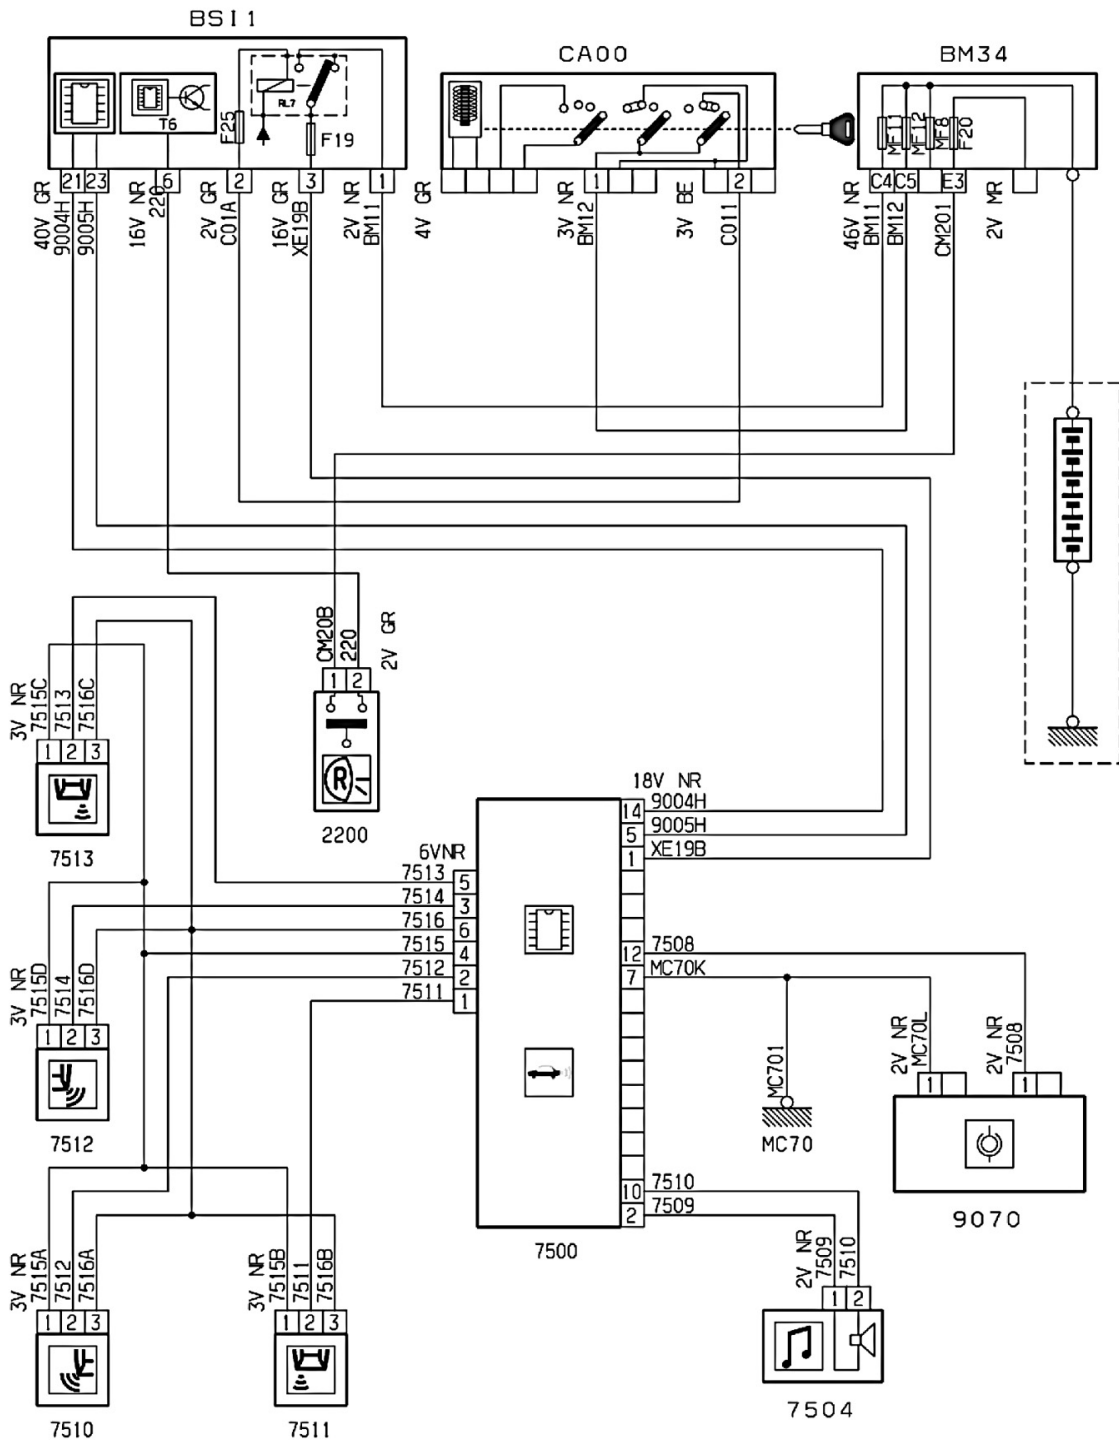 BSI1
CA00
BM34
T6
RL7
F25
F19
MF11
MF12
MF8
F20
21
23
6
2
3
1
1
2
C4
C5
E3
40V GR
9004H
9005H
16V NR
220
2V GR
C01A
16V GR
XE19B
2V NR
BM11
4V GR
3V NR
BM12
3V BE
C011
46V NR
BM11
BM12
CM201
2V MR
CM20B
220
2V GR
1
2
R
2200
3V NR
7515C
7513
7516C
1
2
3
7513
18V NR
14
9004H
5
9005H
1
XE19B
6VNR
7513
5
7514
3
7516
6
7515
4
7512
2
7511
1
12
7508
7
MC70K
3V NR
7515D
7514
7516D
1
2
3
7512
MC701
MC70
2V NR
MC70L
2V NR
7508
1
1
9070
10
7510
2
7509
7500
3V NR
7515A
7512
7516A
1
2
3
7510
3V NR
7515B
7511
7516B
1
2
3
7511
2V NR
7509
7510
1
2
7504